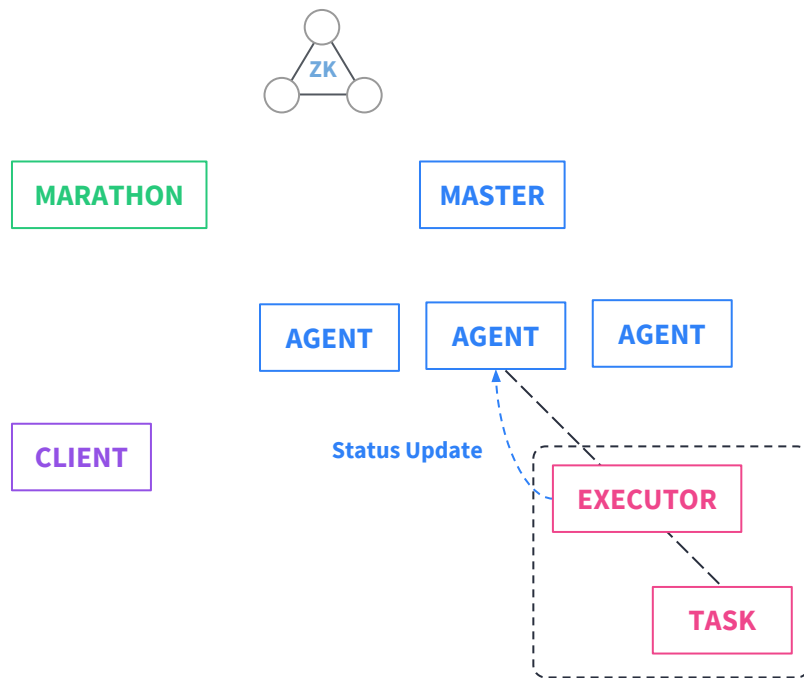 ZK
MARATHON
MASTER
AGENT
AGENT
AGENT
CLIENT
Status Update
EXECUTOR
TASK